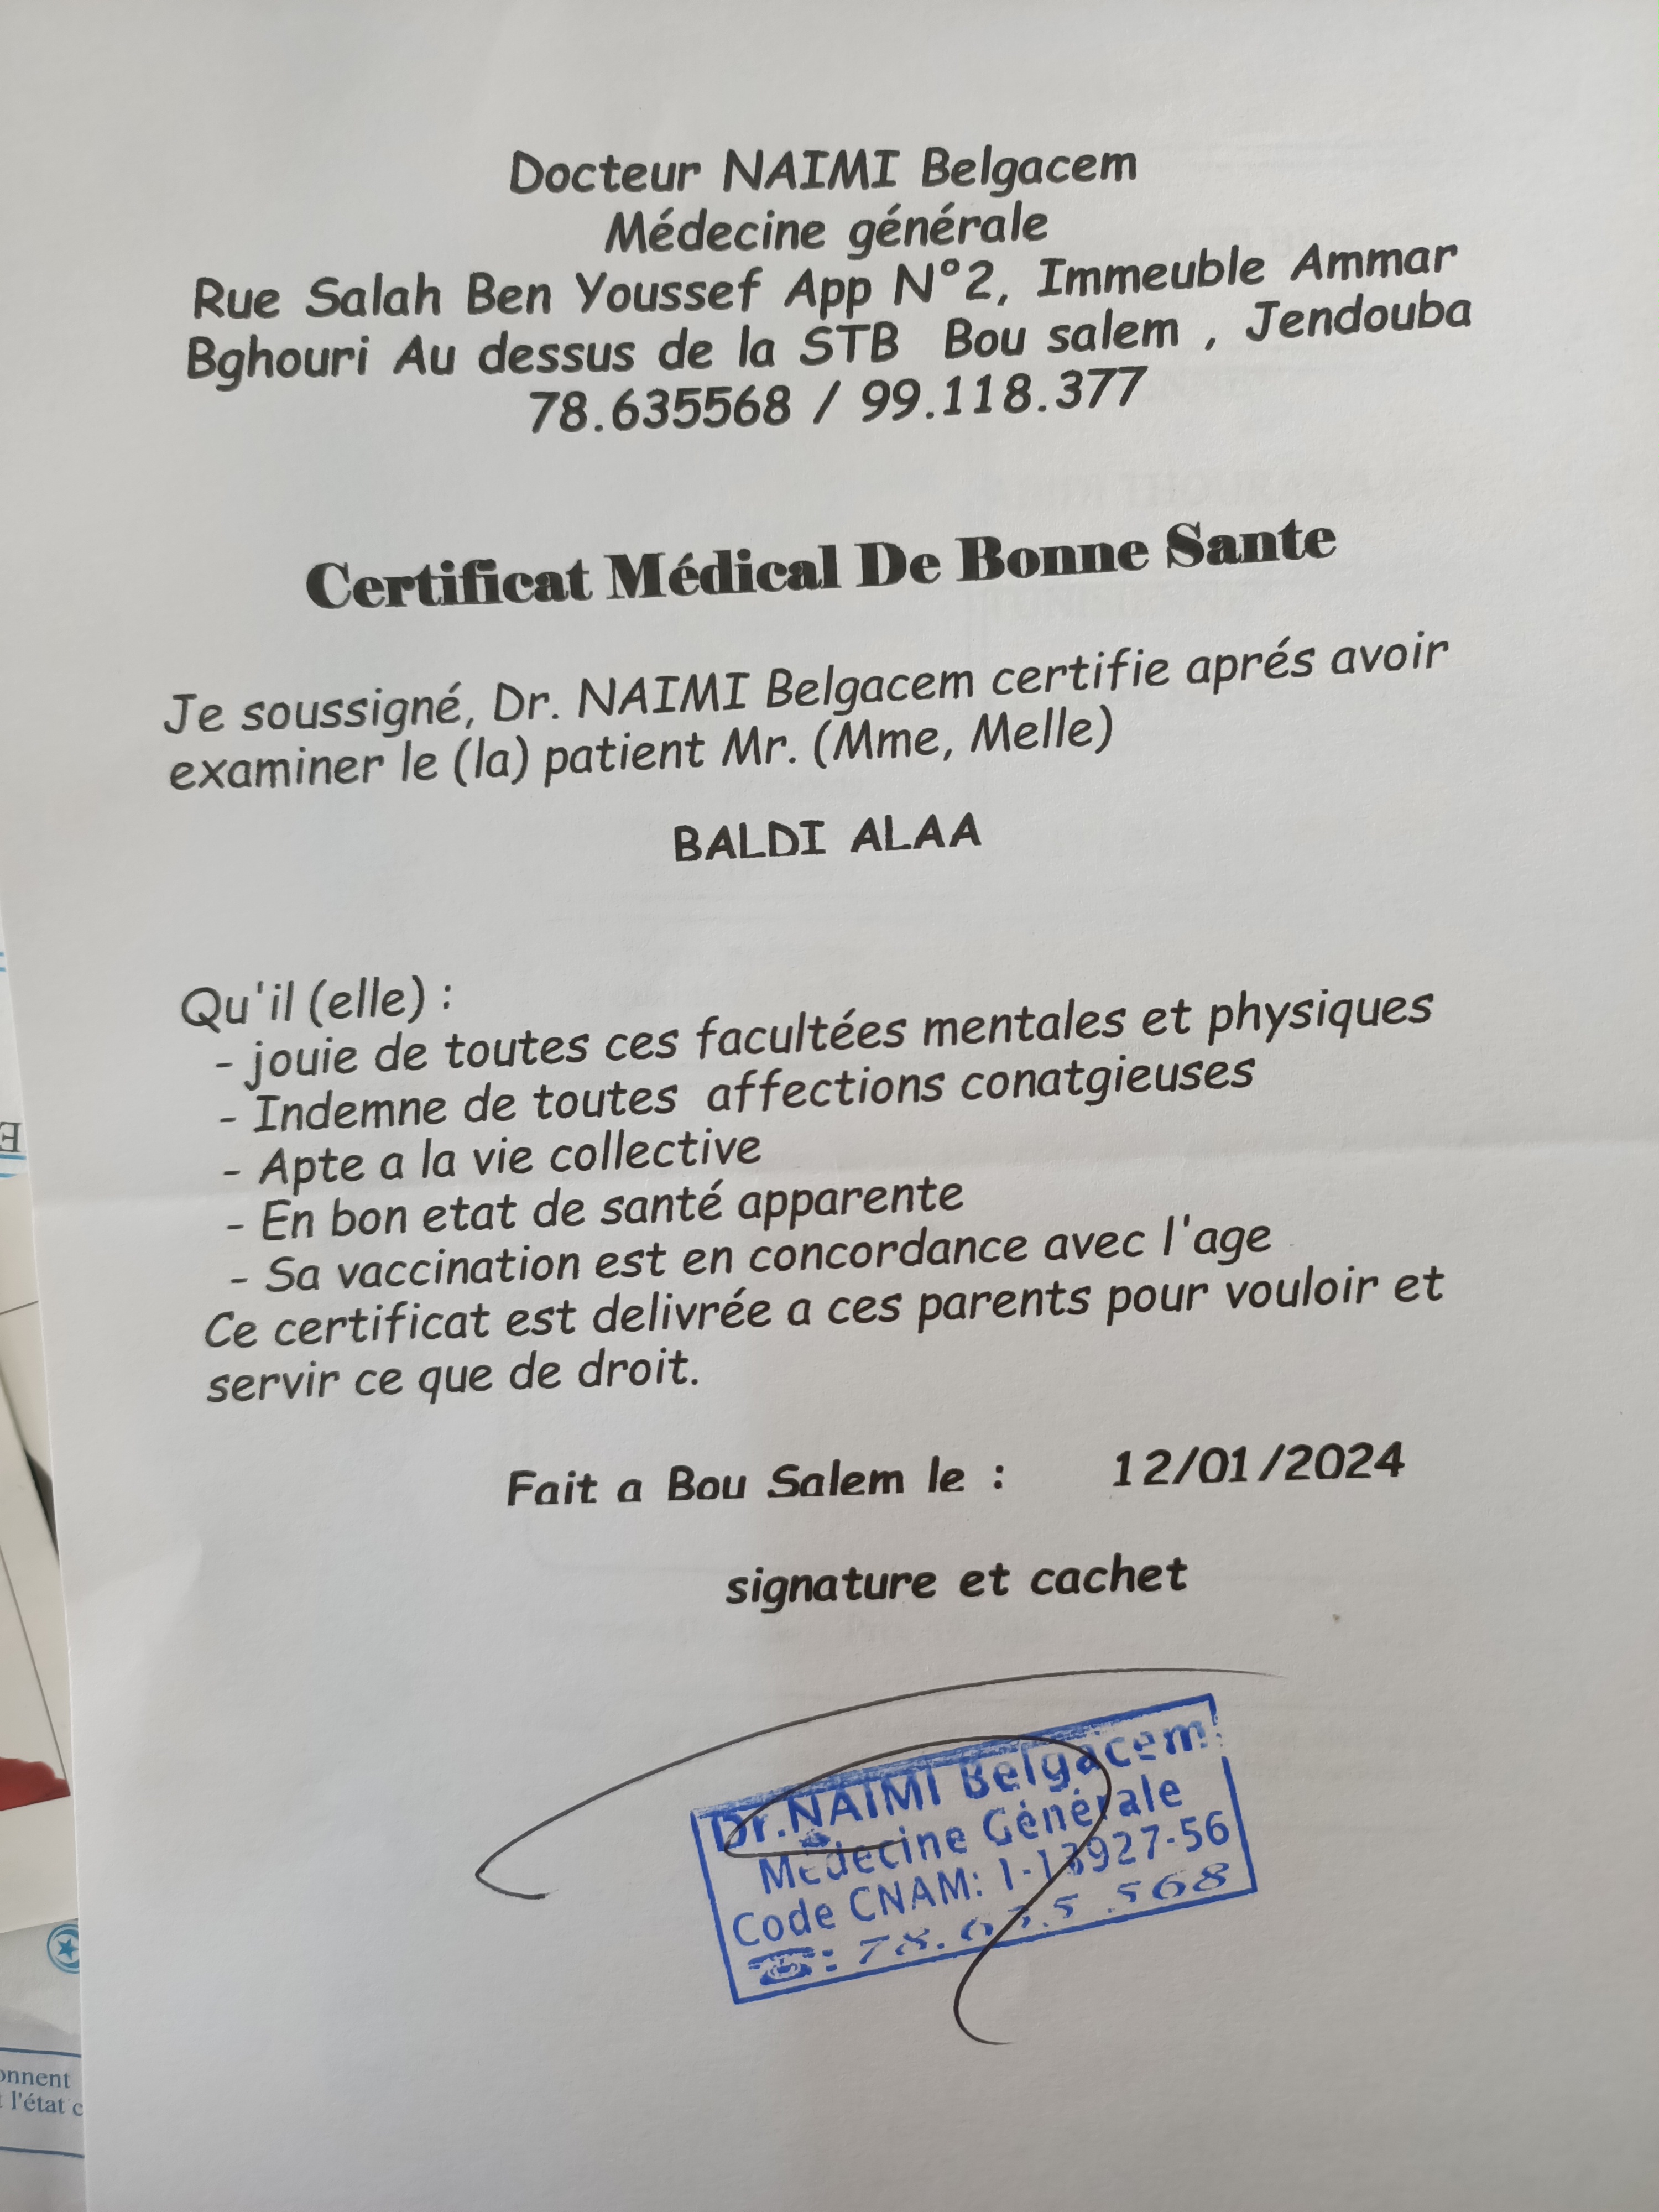 Docteur NAIMI Belgacem
Médecine générale
Rue Salah Ben Youssef App N°2, Immeuble Ammar
Bghouri Au dessus de la STB Bou salem , Jendouba
78.635568 / 99.118.377
Certificat Médical De Bonne Sante
Je soussigné, Dr. NAIMI Belgacem certifie aprés avoir
examiner le (la) patient Mr. (Mme, Melle)
BALDI ALAA
Qu'il (elle) :
- jouie de toutes ces facultées mentales et physiques
- Indemne de toutes affections conatgieuses
- Apte a la vie collective
- En bon etat de santé apparente
- Sa vaccination est en concordance avec l'age
Ce certificat est delivrée a ces parents pour vouloir et
servir ce que de droit.
Fait a Bou Salem le : 12/01/2024
signature et cachet
Dr.NAIMI Belgacem
Médecine Générale
Code CNAM: 1-13927-56
☎: 78.635.568
onnent
l'état c